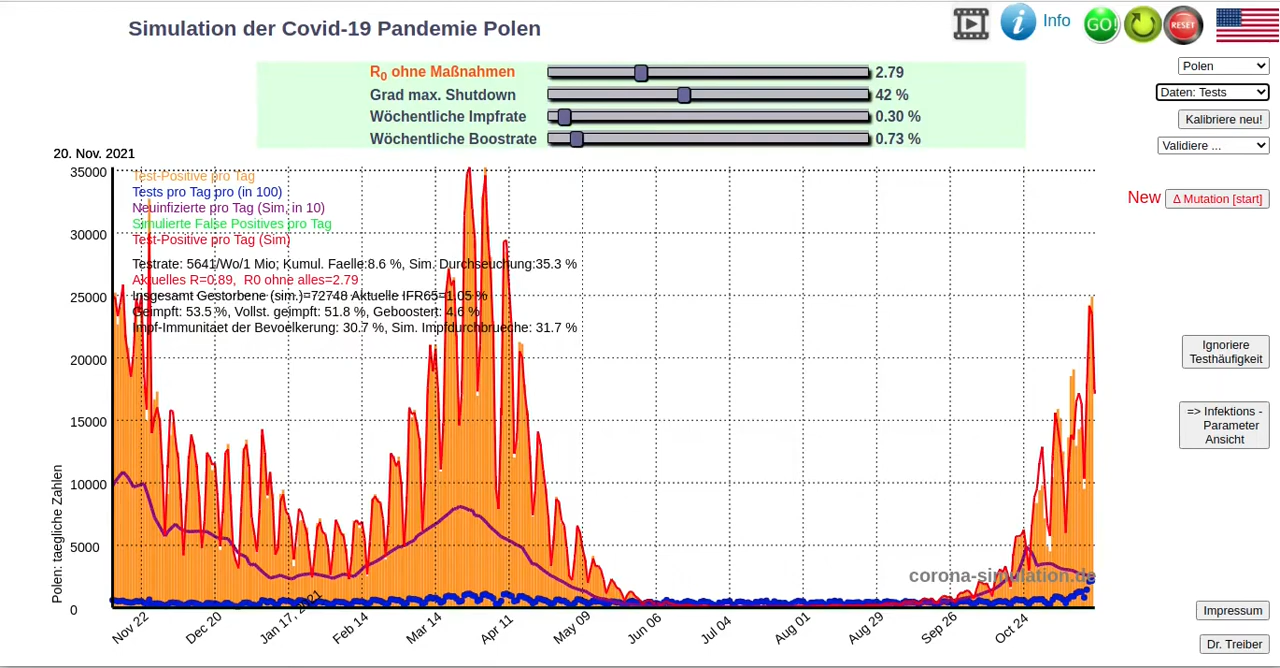 Simulation der Covid-19 Pandemie Polen
Info
GO!
RESET
R0 ohne Maßnahmen 2.79
Grad max. Shutdown 42 %
Wöchentliche Impfrate 0.30 %
Wöchentliche Boostrate 0.73 %
Polen
Daten: Tests
Kalibriere neu!
Validiere ...
New Δ Mutation [start]
Ignoriere
Testhäufigkeit
=> Infektions -
Parameter
Ansicht
Impressum
Dr. Treiber
20. Nov. 2021
Test-Positive pro Tag
Tests pro Tag pro (in 100)
Neuinfizierte pro Tag (Sim, in 10)
Simulierte False Positives pro Tag
Test-Positive pro Tag (Sim)
Testrate: 5641/Wo/1 Mio; Kumul. Faelle:8.6 %, Sim. Durchseuchung:35.3 %
Aktuelles R=0.89, R0 ohne alles=2.79
Insgesamt Gestorbene (sim.)=72748 Aktuelle IFR65=1.05 %
Geimpft: 53.5 %, Vollst. geimpft: 51.8 %, Geboostert: 4.6 %
Impf-Immunitaet der Bevoelkerung: 30.7 %, Sim. Impfdurchbrueche: 31.7 %
35000
30000
25000
20000
15000
10000
5000
0
Polen: taegliche Zahlen
corona-simulation.de
Nov 22
Dec 20
Jan 17, 2021
Feb 14
Mar 14
Apr 11
May 09
Jun 06
Jul 04
Aug 01
Aug 29
Sep 26
Oct 24